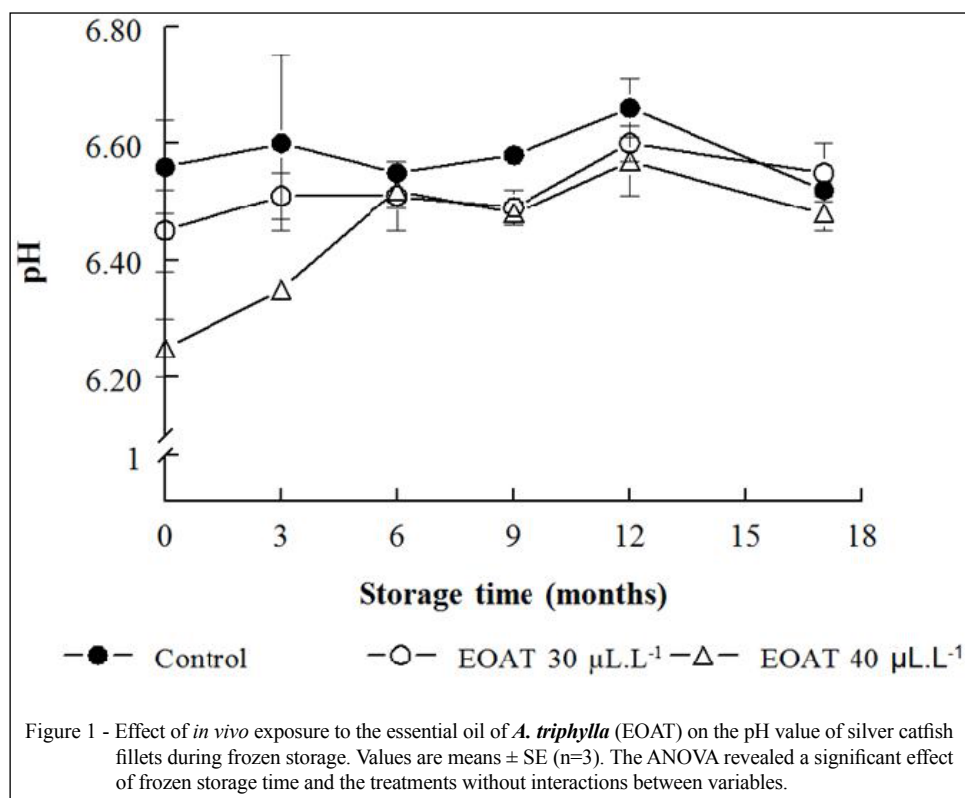 6.80
6.60
6.40
6.20
1
pH
0 3 6 9 12 15 18
Storage time (months)
Control EOAT 30 µL.L-1 EOAT 40 µL.L-1
Figure 1 - Effect of in vivo exposure to the essential oil of A. triphylla (EOAT) on the pH value of silver catfish
fillets during frozen storage. Values are means ± SE (n=3). The ANOVA revealed a significant effect
of frozen storage time and the treatments without interactions between variables.